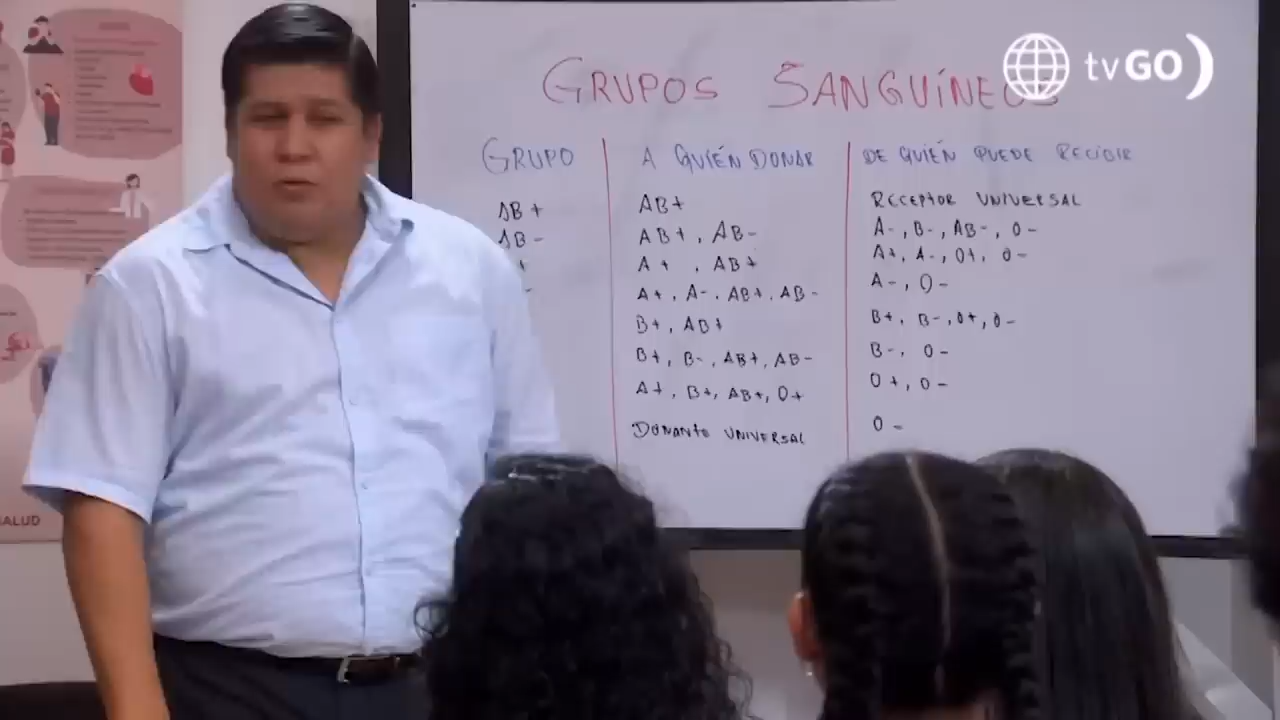 tvGO
GRUPOS SANGUÍNEOS
GRUPO A QUIÉN DONAR DE QUIÉN PUEDE RECIBIR
AB+ AB+ RECEPTOR UNIVERSAL
AB- AB+, AB- A-, B-, AB-, O-
+ A+, AB+ A+, A-, O+, O-
- A+, A-, AB+, AB- A-, O-
B+, AB+ B+, B-, O+, O-
B+, B-, AB+, AB- B-, O-
A+, B+, AB+, O+ O+, O-
DONANTE UNIVERSAL O-
ALUD